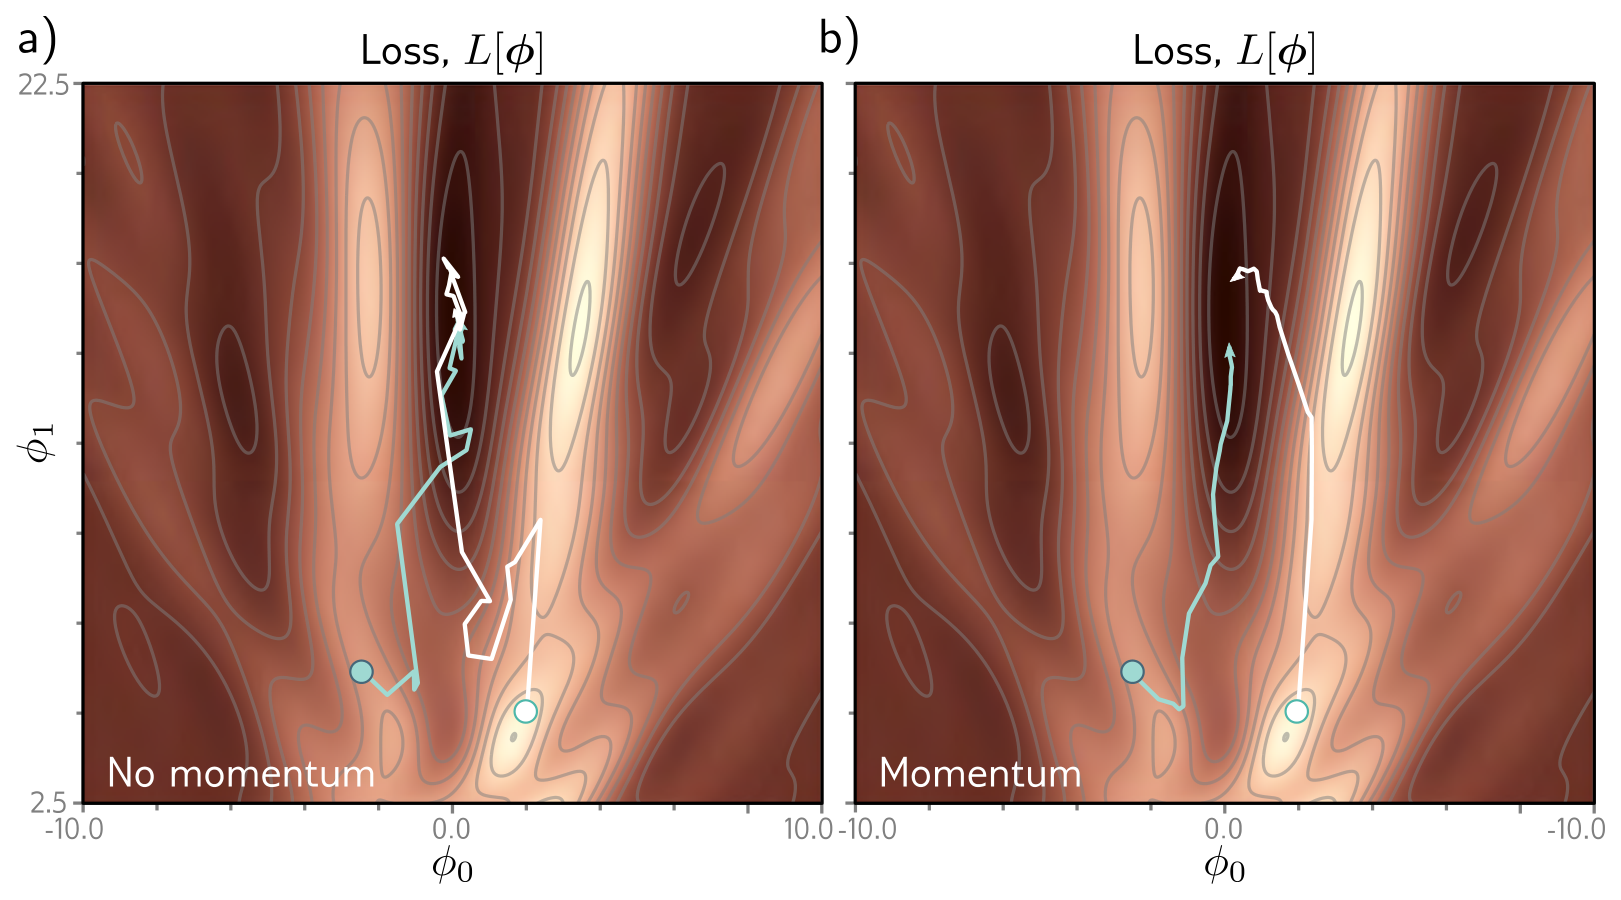 a)
Loss, L[ϕ]
22.5
ϕ₁
No momentum
2.5
-10.0
0.0
10.0
ϕ₀
b)
Loss, L[ϕ]
Momentum
-10.0
0.0
-10.0
ϕ₀